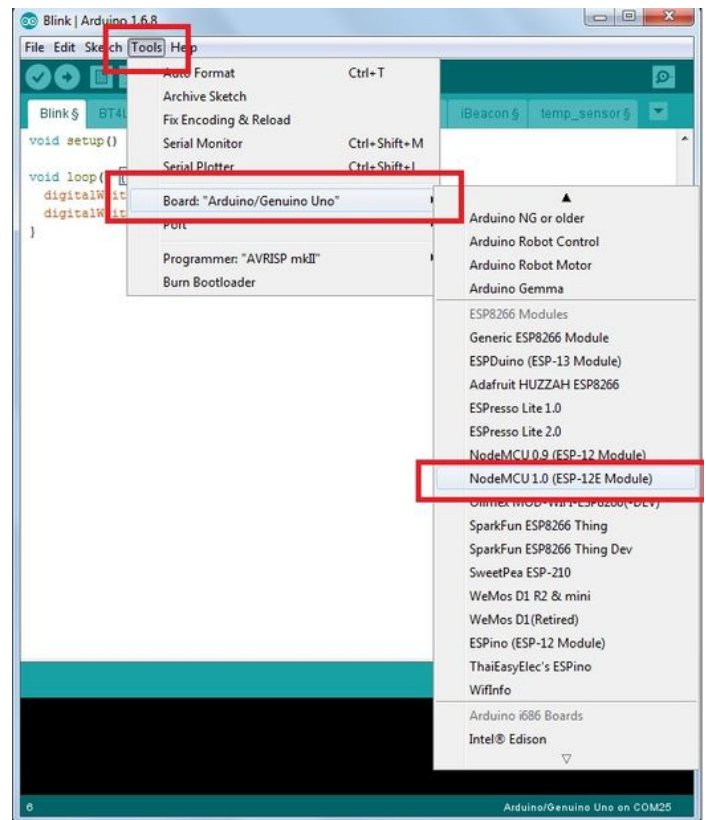 Blink | Arduino 1.6.8
File Edit Sketch Tools Help
Auto Format Ctrl+T
Archive Sketch
Fix Encoding & Reload
Serial Monitor Ctrl+Shift+M
Serial Plotter Ctrl+Shift+L
Board: "Arduino/Genuino Uno"
Port
Programmer: "AVRISP mkII"
Burn Bootloader
Blink § iBeacon § temp_sensor §
void setup()
void loop()
}
▲
Arduino NG or older
Arduino Robot Control
Arduino Robot Motor
Arduino Gemma
ESP8266 Modules
Generic ESP8266 Module
ESPDuino (ESP-13 Module)
Adafruit HUZZAH ESP8266
ESPresso Lite 1.0
ESPresso Lite 2.0
NodeMCU 0.9 (ESP-12 Module)
NodeMCU 1.0 (ESP-12E Module)
Olimex MOD-WIFI-ESP8266(-DEV)
SparkFun ESP8266 Thing
SparkFun ESP8266 Thing Dev
SweetPea ESP-210
WeMos D1 R2 & mini
WeMos D1(Retired)
ESPino (ESP-12 Module)
ThaiEasyElec's ESPino
WifInfo
Arduino i686 Boards
Intel® Edison
▽
6 Arduino/Genuino Uno on COM25